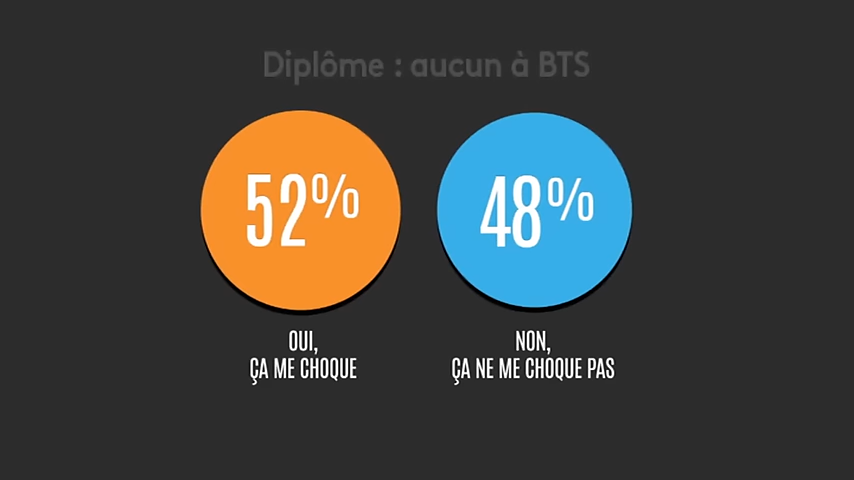 Diplôme : aucun à BTS
52%
48%
OUI,
ÇA ME CHOQUE
NON,
ÇA NE ME CHOQUE PAS